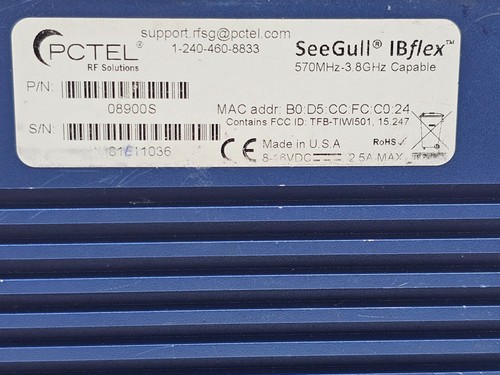 PCTEL®
RF Solutions
support.rfsg@pctel.com
1-240-460-8833
SeeGull® IBflex™
570MHz-3.8GHz Capable
P/N:
08900S
MAC addr: B0:D5:CC:FC:C0:24
Contains FCC ID: TFB-TIWI501, 15.247
S/N:
CE Made in U.S.A RoHS ✓
8-16VDC⎓ 2.5A MAX